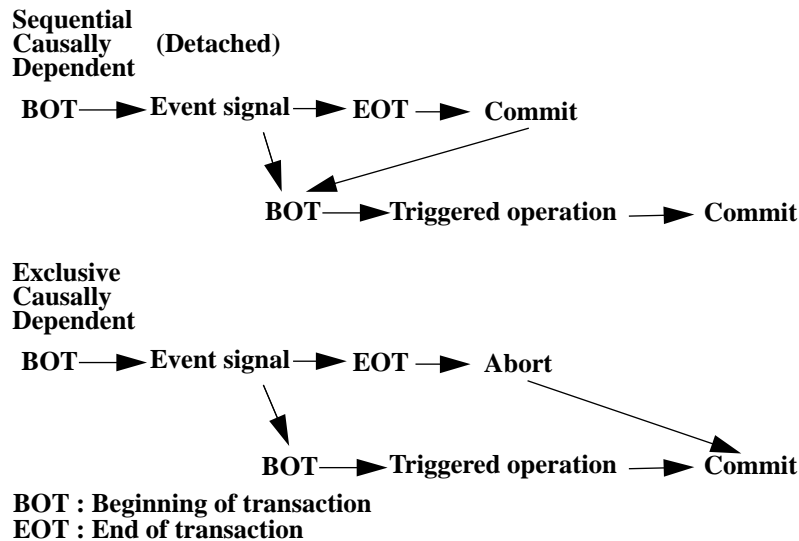 Sequential
Causally (Detached)
Dependent
BOT Event signal EOT Commit
BOT Triggered operation Commit
Exclusive
Causally
Dependent
BOT Event signal EOT Abort
BOT Triggered operation Commit
BOT : Beginning of transaction
EOT : End of transaction